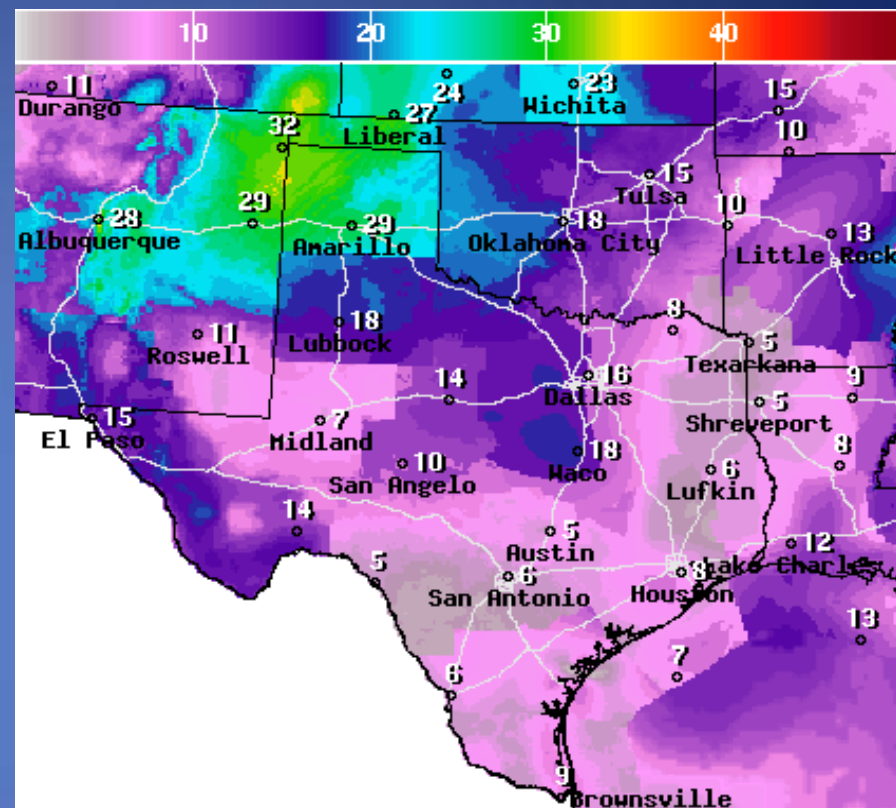 10 20 30 40
11 24 23 15
Durango 27 Wichita
32 Liberal 10
15
Tulsa
28 29 29 18 10 13
Albuquerque Amarillo Oklahoma City Little Rock
11 18 8
Roswell Lubbock 5
Texarkana
14 16 9
15 7 Dallas 5
El Paso Midland Shreveport
10 18 6 8
San Angelo Waco Lufkin
14 5 12
Austin Lake Charles
5 6 8
San Antonio Houston
13
6 7
9
Brownsville